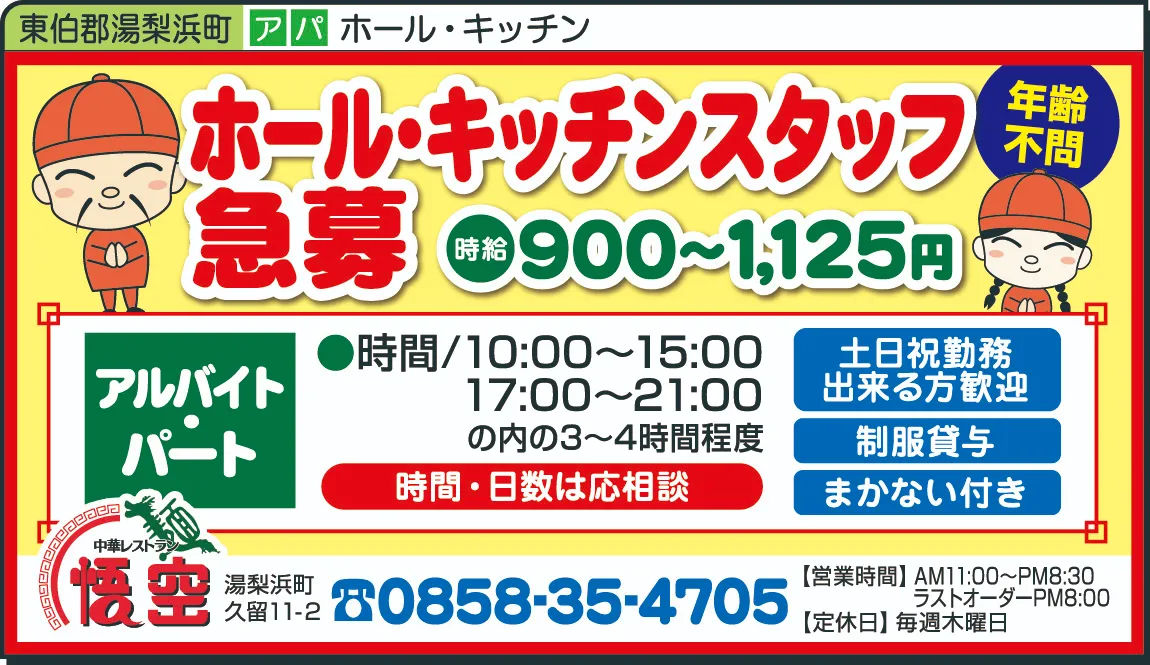 東伯郡湯梨浜町 ア パ ホール・キッチン
ホール・キッチンスタッフ
急募
年齢
不問
時給 900～1,125円
アルバイト
・
パート
●時間/10:00～15:00
17:00～21:00
の内の3～4時間程度
時間・日数は応相談
土日祝勤務
出来る方歓迎
制服貸与
まかない付き
中華レストラン
悟空
湯梨浜町
久留11-2
☎0858-35-4705
【営業時間】AM11:00～PM8:30
ラストオーダーPM8:00
【定休日】毎週木曜日